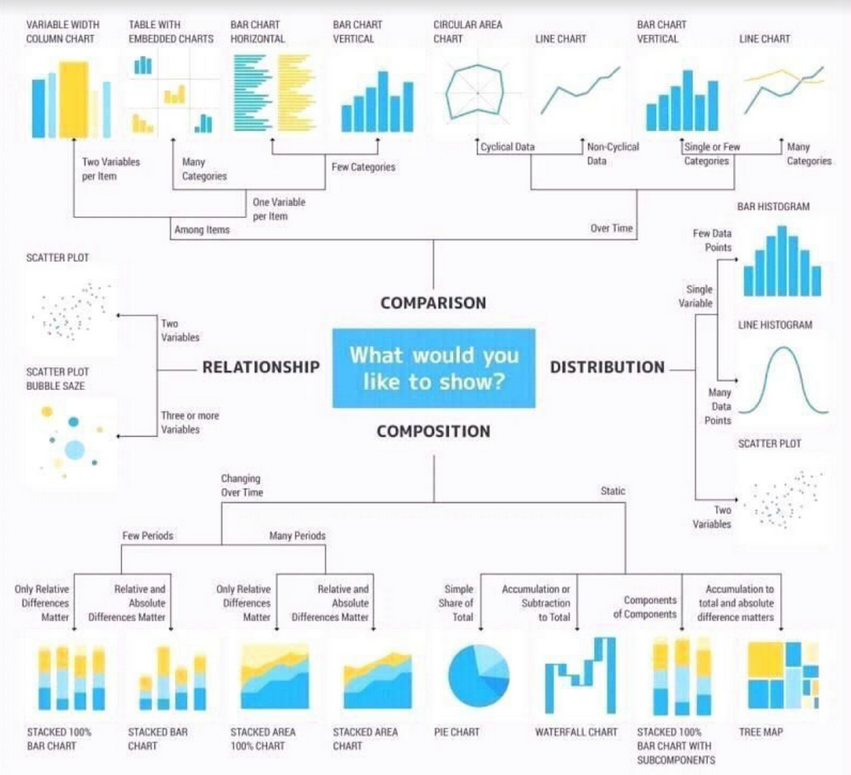 VARIABLE WIDTH
COLUMN CHART
TABLE WITH
EMBEDDED CHARTS
BAR CHART
HORIZONTAL
BAR CHART
VERTICAL
CIRCULAR AREA
CHART
LINE CHART
BAR CHART
VERTICAL
LINE CHART
Two Variables
per Item
Many
Categories
Few Categories
Cyclical Data
Non-Cyclical
Data
Single or Few
Categories
Many
Categories
One Variable
per Item
Among Items
Over Time
BAR HISTOGRAM
Few Data
Points
Single
Variable
LINE HISTOGRAM
Many
Data
Points
SCATTER PLOT
Two
Variables
SCATTER PLOT
Two
Variables
SCATTER PLOT
BUBBLE SAZE
Three or more
Variables
COMPARISON
RELATIONSHIP
What would you
like to show?
DISTRIBUTION
COMPOSITION
Changing
Over Time
Static
Few Periods
Many Periods
Only Relative
Differences
Matter
Relative and
Absolute
Differences Matter
Only Relative
Differences
Matter
Relative and
Absolute
Differences Matter
Simple
Share of
Total
Accumulation or
Subtraction
to Total
Components
of Components
Accumulation to
total and absolute
difference matters
STACKED 100%
BAR CHART
STACKED BAR
CHART
STACKED AREA
100% CHART
STACKED AREA
CHART
PIE CHART
WATERFALL CHART
STACKED 100%
BAR CHART WITH
SUBCOMPONENTS
TREE MAP